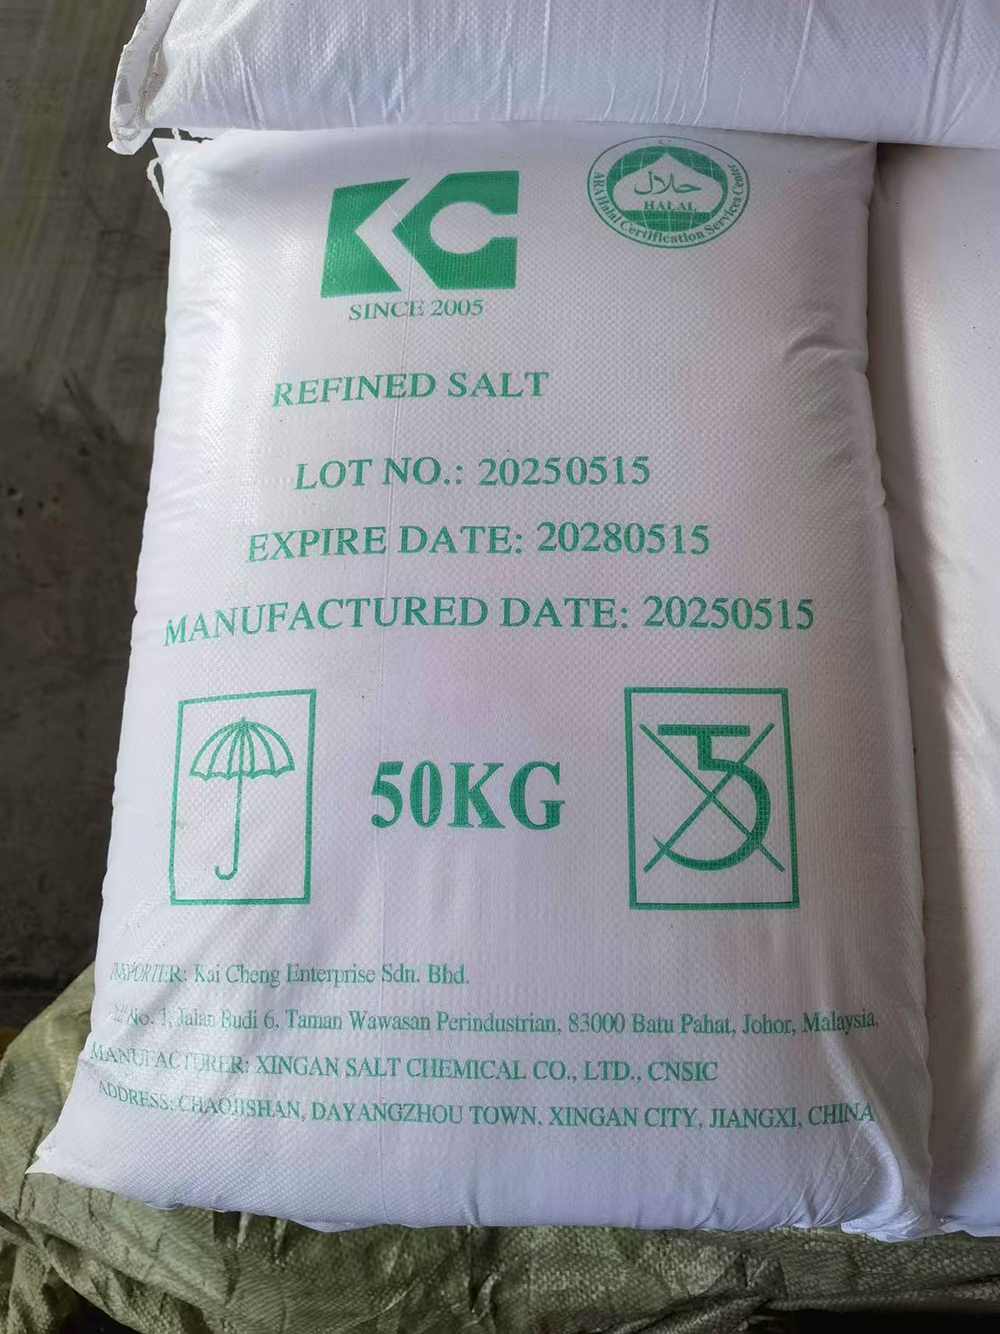 KC
حلال
HALAL
ARA Halal Certification Services Center
SINCE 2005
REFINED SALT
LOT NO.: 20250515
EXPIRE DATE: 20280515
MANUFACTURED DATE: 20250515
50KG
IMPORTER: Kai Cheng Enterprise Sdn. Bhd.
No. 1, Jalan Budi 6, Taman Wawasan Perindustrian, 83000 Batu Pahat, Johor, Malaysia.
MANUFACTURER: XINGAN SALT CHEMICAL CO., LTD., CNSIC
ADDRESS: CHAOJISHAN, DAYANGZHOU TOWN, XINGAN CITY, JIANGXI, CHINA